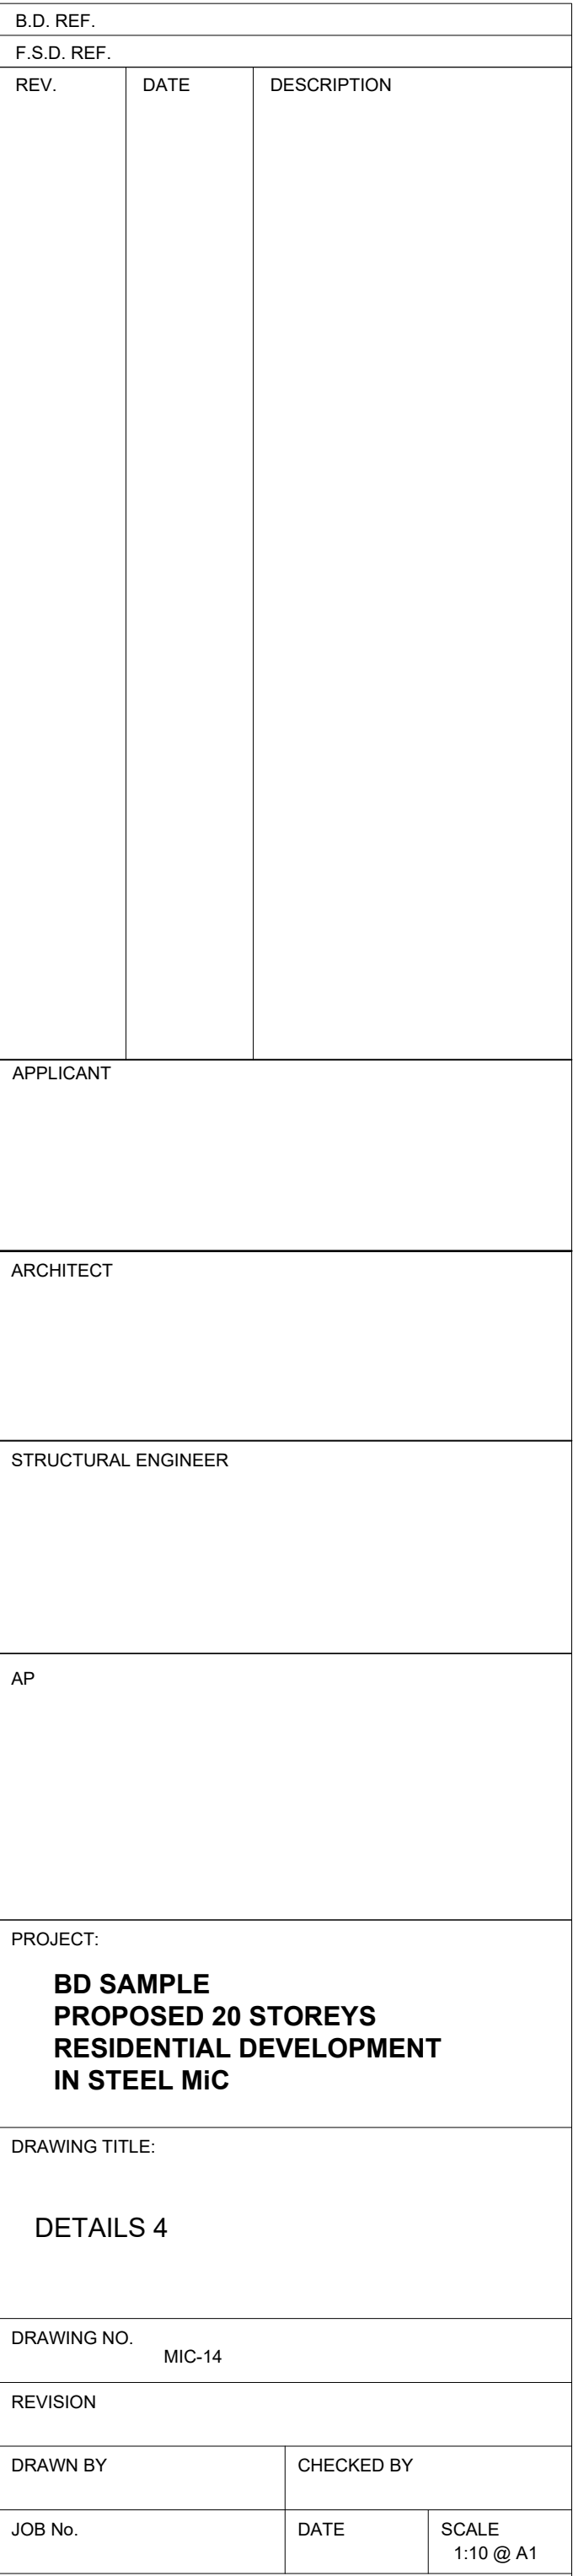 B.D. REF.
F.S.D. REF.
REV. DATE DESCRIPTION
APPLICANT
ARCHITECT
STRUCTURAL ENGINEER
AP
PROJECT:
BD SAMPLE
PROPOSED 20 STOREYS
RESIDENTIAL DEVELOPMENT
IN STEEL MiC
DRAWING TITLE:
DETAILS 4
DRAWING NO.
MIC-14
REVISION
DRAWN BY CHECKED BY
JOB No. DATE SCALE
1:10 @ A1